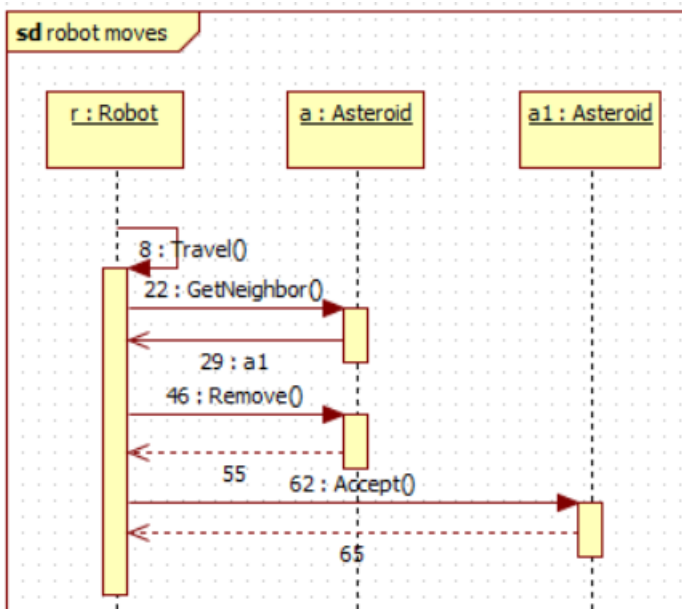 sd robot moves
r : Robot
a : Asteroid
a1 : Asteroid
8 : Travel()
22 : GetNeighbor()
29 : a1
46 : Remove()
55
62 : Accept()
65